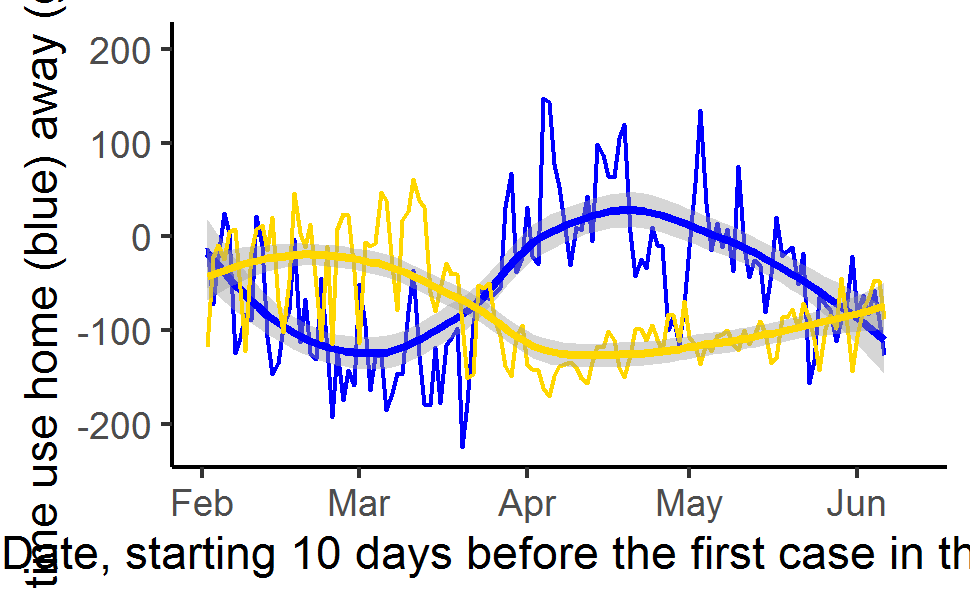 time use home (blue) away (
200
100
0
-100
-200
Feb Mar Apr May Jun
Date, starting 10 days before the first case in th